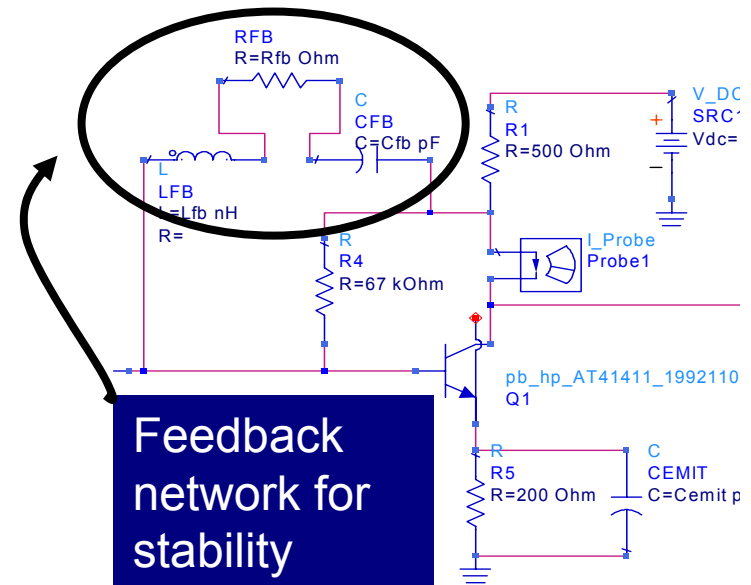 RFB
R=Rfb Ohm
C
CFB
C=Cfb pF
L
LFB
L=Lfb nH
R=
R
R1
R=500 Ohm
V_DC
SRC1
Vdc=
+
−
R
R4
R=67 kOhm
I_Probe
Probe1
pb_hp_AT41411_1992110
Q1
R
R5
R=200 Ohm
C
CEMIT
C=Cemit p
Feedback
network for
stability